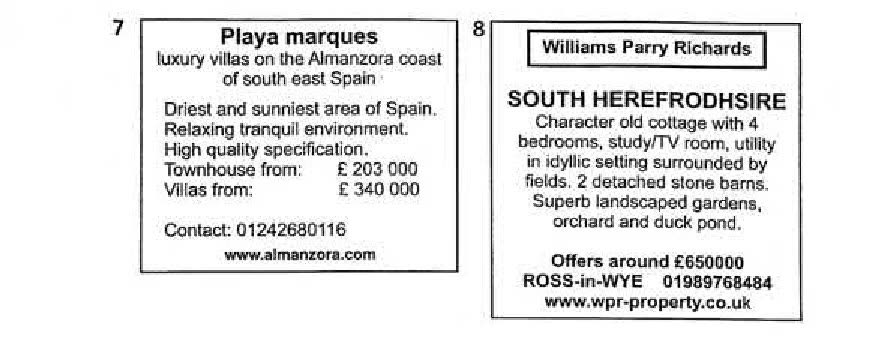 7
Playa marques
luxury villas on the Almanzora coast
of south east Spain
Driest and sunniest area of Spain.
Relaxing tranquil environment.
High quality specification.
Townhouse from: £ 203 000
Villas from: £ 340 000
Contact: 01242680116
www.almanzora.com
8
Williams Parry Richards
SOUTH HEREFRODHSIRE
Character old cottage with 4
bedrooms, study/TV room, utility
in idyllic setting surrounded by
fields. 2 detached stone barns.
Superb landscaped gardens,
orchard and duck pond.
Offers around £650000
ROSS-in-WYE 01989768484
www.wpr-property.co.uk